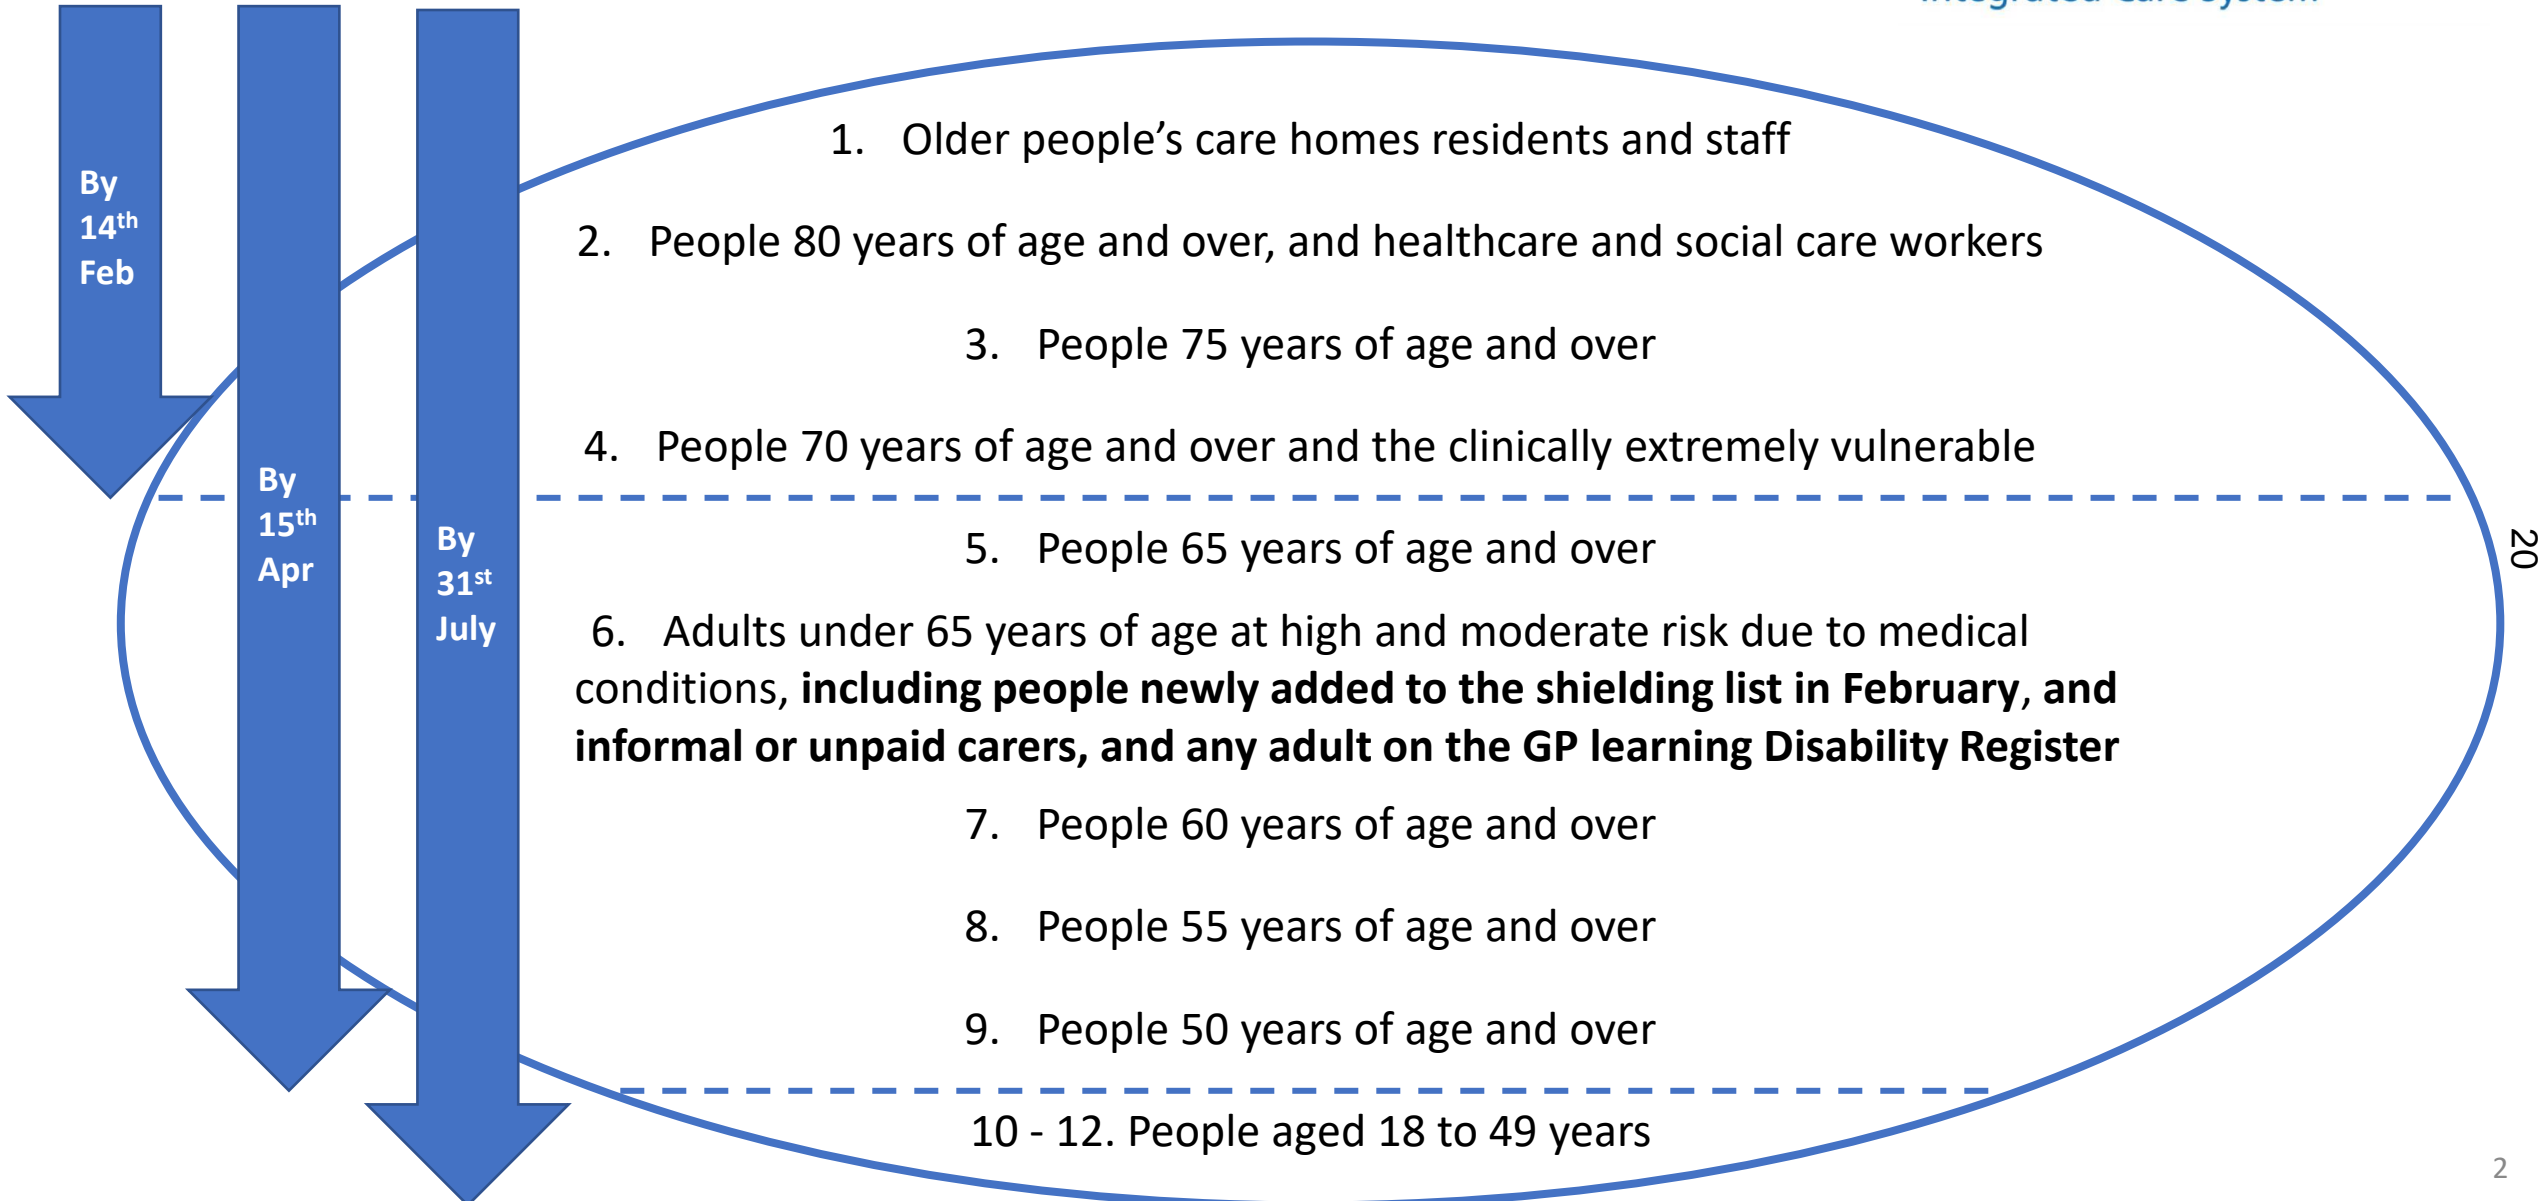 Integrated Care System
By
14th
Feb
By
15th
Apr
By
31st
July
1. Older people's care homes residents and staff
2. People 80 years of age and over, and healthcare and social care workers
3. People 75 years of age and over
4. People 70 years of age and over and the clinically extremely vulnerable
5. People 65 years of age and over
6. Adults under 65 years of age at high and moderate risk due to medical
conditions, including people newly added to the shielding list in February, and
informal or unpaid carers, and any adult on the GP learning Disability Register
7. People 60 years of age and over
8. People 55 years of age and over
9. People 50 years of age and over
10 - 12. People aged 18 to 49 years
20
2